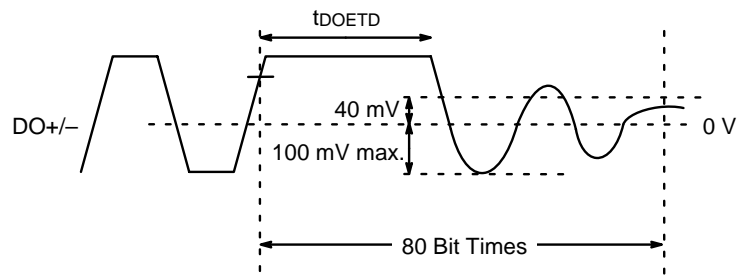 tDOETD
40 mV
DO+/–
0 V
100 mV max.
80 Bit Times